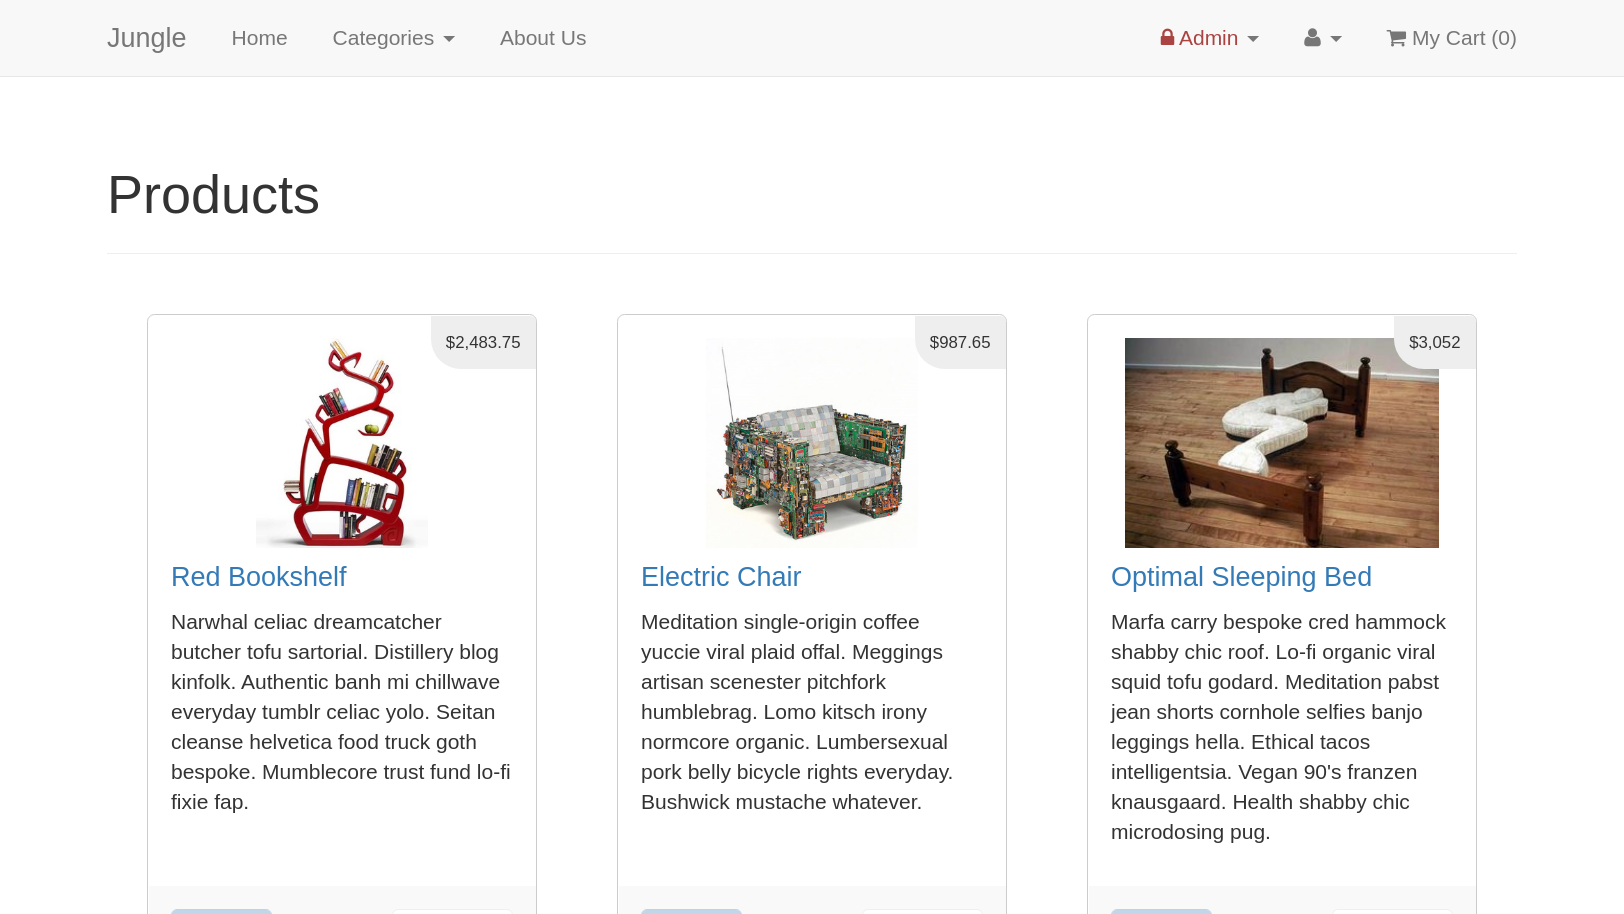 Jungle Home Categories About Us Admin My Cart (0)
Products
$2,483.75
Red Bookshelf
Narwhal celiac dreamcatcher
butcher tofu sartorial. Distillery blog
kinfolk. Authentic banh mi chillwave
everyday tumblr celiac yolo. Seitan
cleanse helvetica food truck goth
bespoke. Mumblecore trust fund lo-fi
fixie fap.
$987.65
Electric Chair
Meditation single-origin coffee
yuccie viral plaid offal. Meggings
artisan scenester pitchfork
humblebrag. Lomo kitsch irony
normcore organic. Lumbersexual
pork belly bicycle rights everyday.
Bushwick mustache whatever.
$3,052
Optimal Sleeping Bed
Marfa carry bespoke cred hammock
shabby chic roof. Lo-fi organic viral
squid tofu godard. Meditation pabst
jean shorts cornhole selfies banjo
leggings hella. Ethical tacos
intelligentsia. Vegan 90's franzen
knausgaard. Health shabby chic
microdosing pug.